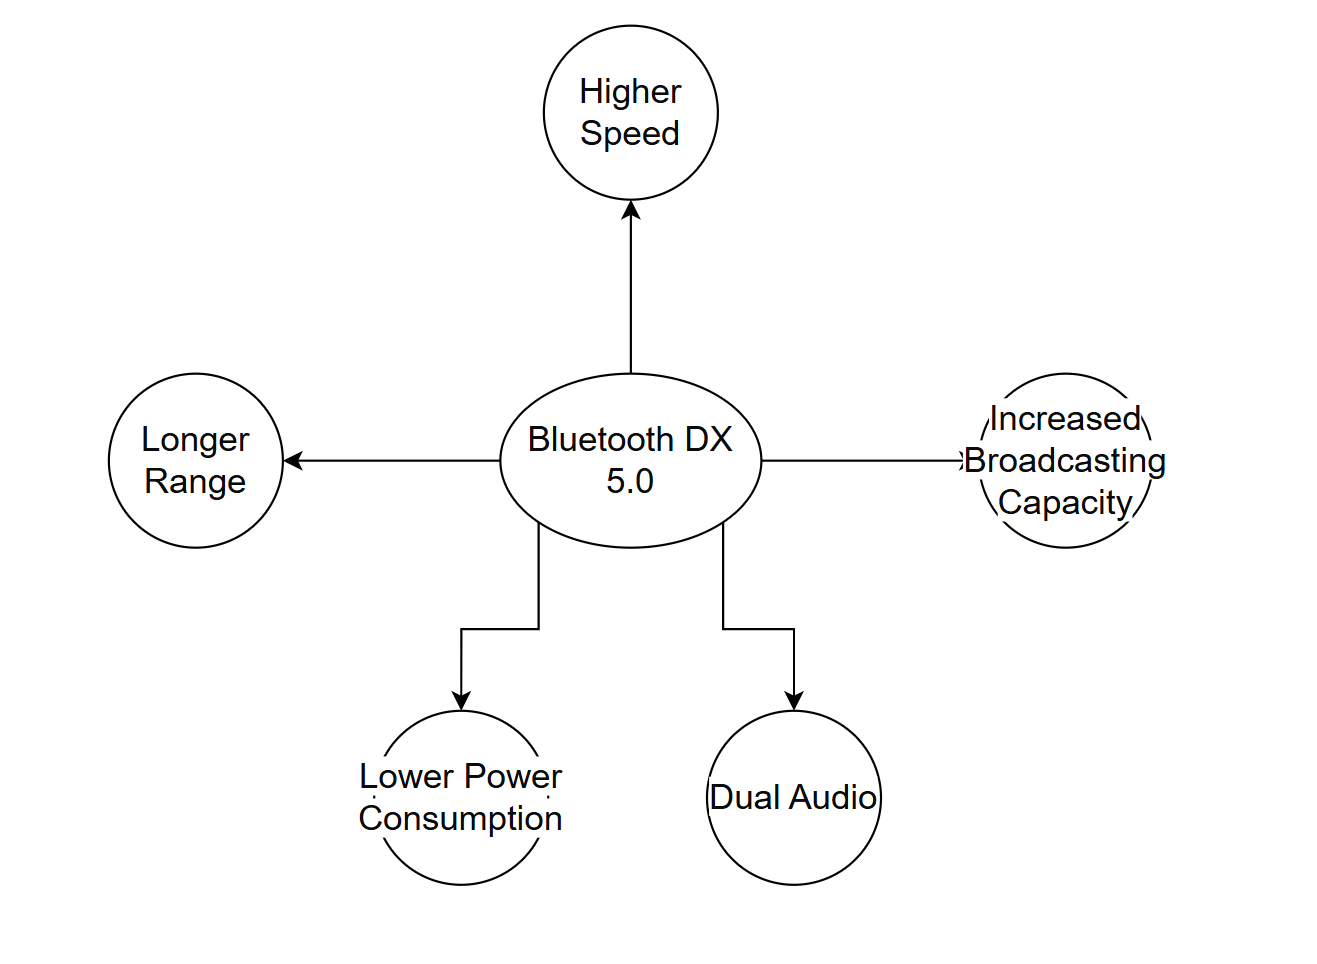 Higher
Speed
Longer
Range
Bluetooth DX
5.0
Increased
Broadcasting
Capacity
Lower Power
Consumption
Dual Audio